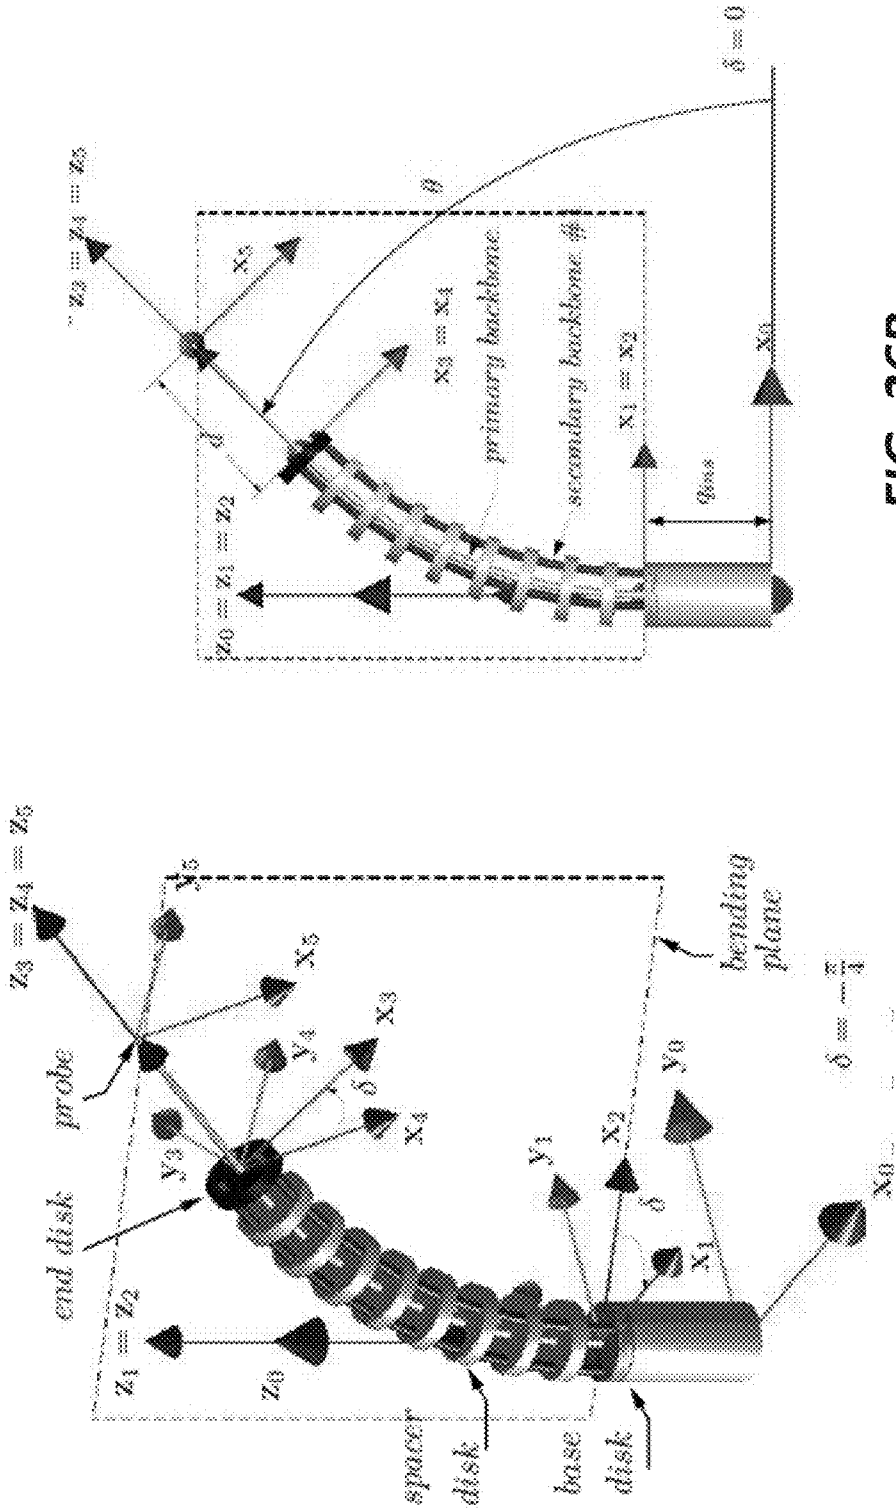 z₃ = z₄ = z₅
probe
end disk
y₅
x₅
y₃
y₄
x₃
δ
x₄
z₁ = z₂
z₀
spacer
disk
base
disk
y₁
x₂
δ
x₁
y₀
x₀
bending
plane
δ = −π/4
z₃ = z₄ = z₅
x₅
d
θ
z₀ = z₁ = z₂
x₃ = x₄
primary backbone
secondary backbone
x₁ = x₂
q_ins
x₀
δ = 0